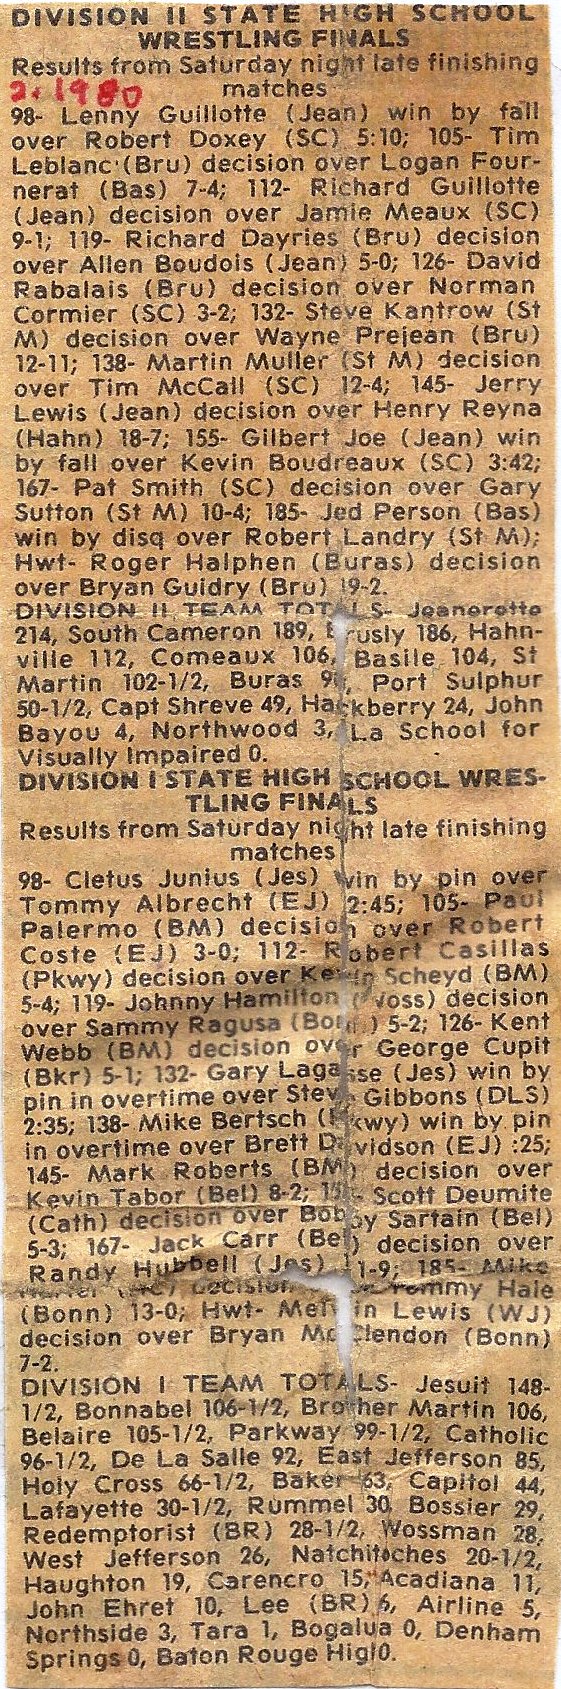 DIVISION II STATE HIGH SCHOOL
WRESTLING FINALS
Results from Saturday night late finishing
2. 1980 matches
98- Lenny Guillotte (Jean) win by fall
over Robert Doxey (SC) 5:10; 105- Tim
Leblanc (Bru) decision over Logan Four-
nerat (Bas) 7-4; 112- Richard Guillotte
(Jean) decision over Jamie Meaux (SC)
9-1; 119- Richard Dayries (Bru) decision
over Allen Boudois (Jean) 5-0; 126- David
Rabalais (Bru) decision over Norman
Cormier (SC) 3-2; 132- Steve Kantrow (St
M) decision over Wayne Prejean (Bru)
12-11; 138- Martin Muller (St M) decision
over Tim McCall (SC) 12-4; 145- Jerry
Lewis (Jean) decision over Henry Reyna
(Hahn) 18-7; 155- Gilbert Joe (Jean) win
by fall over Kevin Boudreaux (SC) 3:42;
167- Pat Smith (SC) decision over Gary
Sutton (St M) 10-4; 185- Jed Person (Bas)
win by disq over Robert Landry (St M);
Hwt- Roger Halphen (Buras) decision
over Bryan Guidry (Bru) 19-2.
DIVISION II TEAM TOTALS- Jeanerette
214, South Cameron 189, Brusly 186, Hahn-
ville 112, Comeaux 106, Basile 104, St
Martin 102-1/2, Buras Port Sulphur
50-1/2, Capt Shreve 49, Hackberry 24, John
Bayou 4, Northwood 3, La School for
Visually Impaired 0.
DIVISION I STATE HIGH SCHOOL WRES-
TLING FINALS
Results from Saturday night late finishing
matches
98- Cletus Junius (Jes) win by pin over
Tommy Albrecht (EJ) 2:45; 105- Paul
Palermo (BM) decision over Robert
Coste (EJ) 3-0; 112- Robert Casillas
(Pkwy) decision over Kevin Scheyd (BM)
5-4; 119- Johnny Hamilton (Woss) decision
over Sammy Ragusa (Bonn) 5-2; 126- Kent
Webb (BM) decision over George Cupit
(Bkr) 5-1; 132- Gary Lagasse (Jes) win by
pin in overtime over Steve Gibbons (DLS)
2:35; 138- Mike Bertsch (Pkwy) win by pin
in overtime over Brett Davidson (EJ) :25;
145- Mark Roberts (BM) decision over
Kevin Tabor (Bel) 8-2; 155- Scott Deumite
(Cath) decision over Bobby Sartain (Bel)
5-3; 167- Jack Carr (Bel) decision over
Randy Hubbell (Jes) 11-9; 185- Mike
decision Tommy Hale
(Bonn) 13-0; Hwt- Melvin Lewis (WJ)
decision over Bryan McClendon (Bonn)
7-2.
DIVISION I TEAM TOTALS- Jesuit 148-
1/2, Bonnabel 106-1/2, Brother Martin 106,
Belaire 105-1/2, Parkway 99-1/2, Catholic
96-1/2, De La Salle 92, East Jefferson 85,
Holy Cross 66-1/2, Baker 63, Capitol 44,
Lafayette 30-1/2, Rummel 30, Bossier 29,
Redemptorist (BR) 28-1/2, Wossman 28,
West Jefferson 26, Natchitoches 20-1/2,
Haughton 19, Carencro 15, Acadiana 11,
John Ehret 10, Lee (BR) 6, Airline 5,
Northside 3, Tara 1, Bogalua 0, Denham
Springs 0, Baton Rouge Higl0.